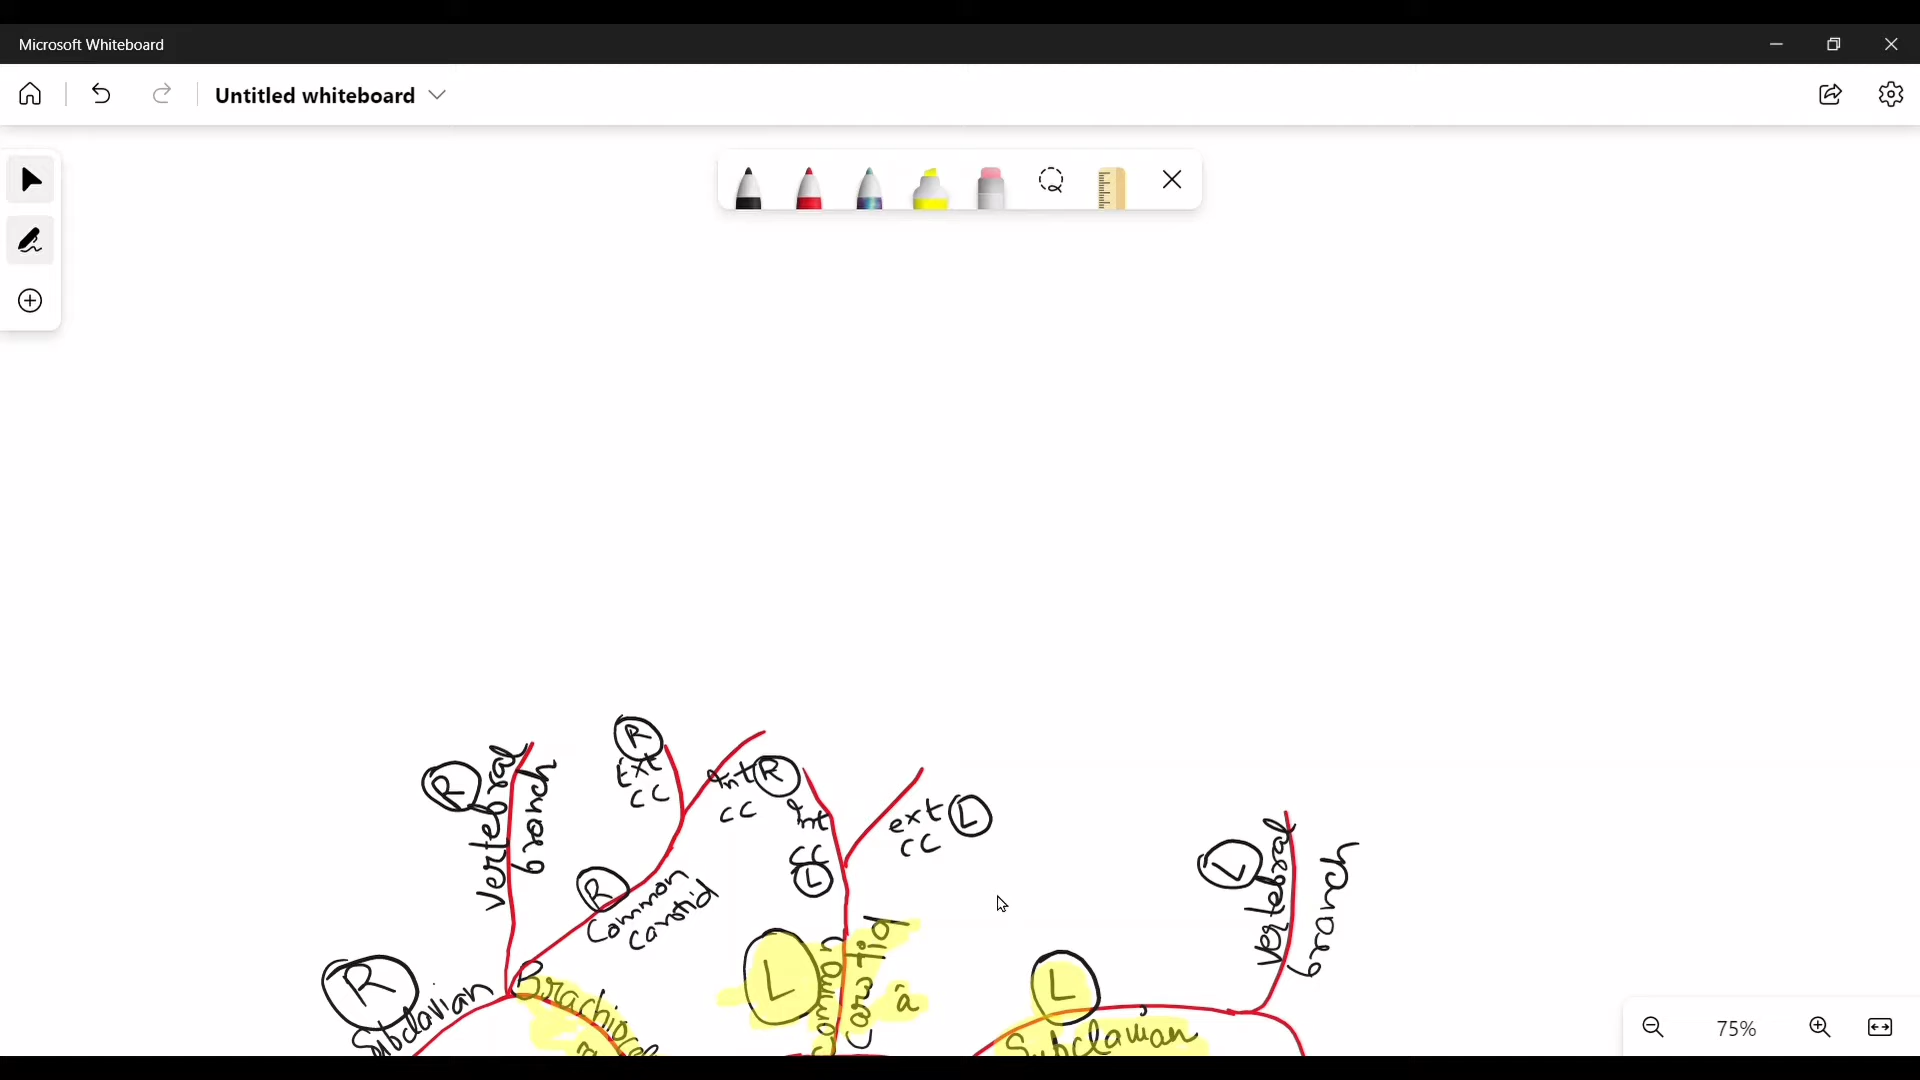 Microsoft Whiteboard
Untitled whiteboard
R
Ext
CC
R
Vertebral
branch
Int R
CC
Int
CC
L
ext L
CC
L
Vertebral
branch
R
Common
carotid
R
Subclavian
L
Common
Carotid
a
L
Subclavian
75%